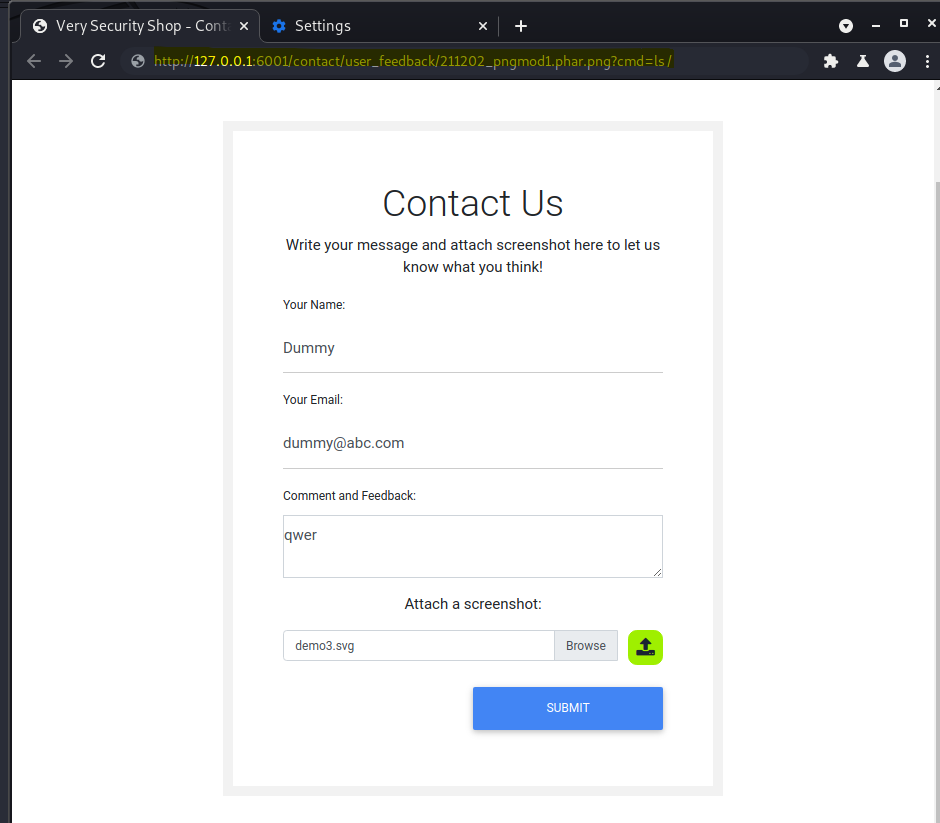 Very Security Shop - Conta
Settings
http://127.0.0.1:6001/contact/user_feedback/211202_pngmod1.phar.png?cmd=ls/
Contact Us
Write your message and attach screenshot here to let us
know what you think!
Your Name:
Dummy
Your Email:
dummy@abc.com
Comment and Feedback:
qwer
Attach a screenshot:
demo3.svg Browse
SUBMIT